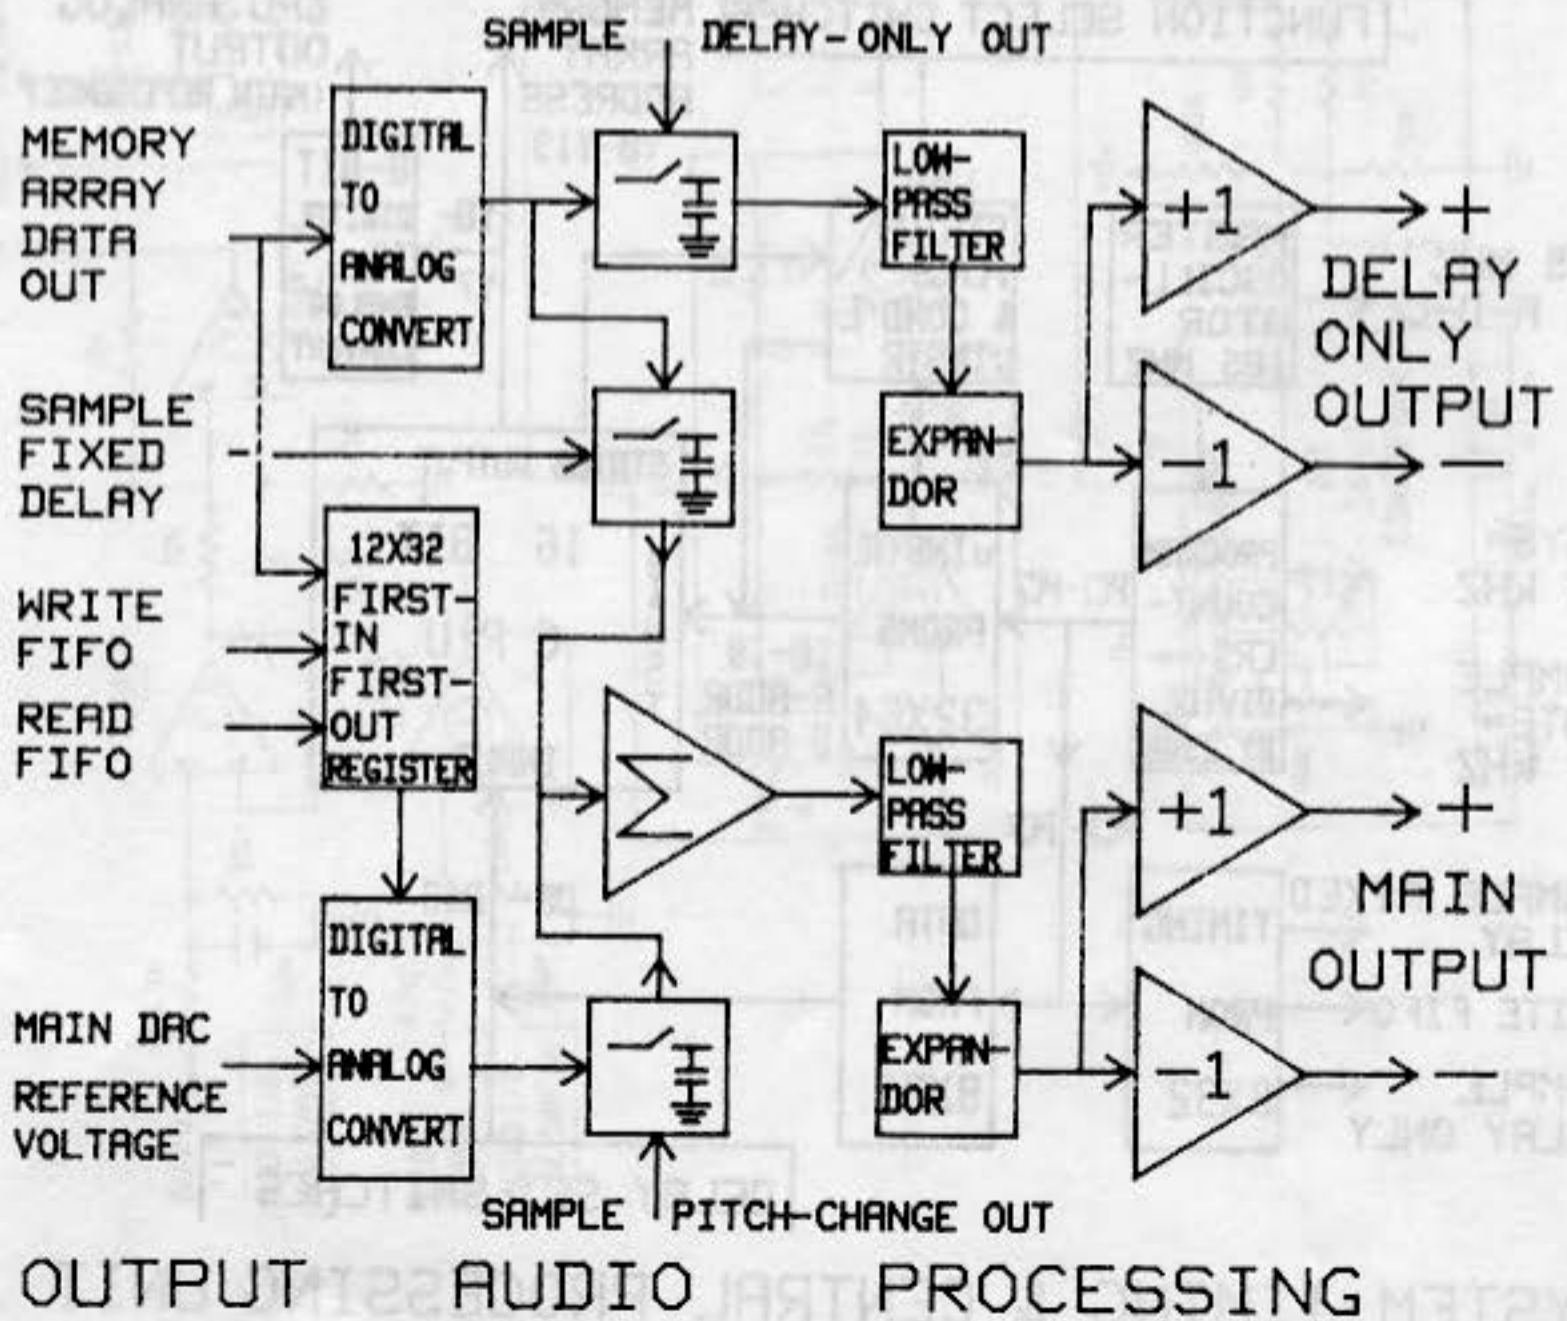 SAMPLE DELAY-ONLY OUT
MEMORY
ARRAY
DATA
OUT
DIGITAL
TO
ANALOG
CONVERT
LOW-
PASS
FILTER
+1
+
DELAY
ONLY
OUTPUT
SAMPLE
FIXED
DELAY
EXPAN-
DOR
-1
—
12X32
FIRST-
IN
FIRST-
OUT
REGISTER
WRITE
FIFO
READ
FIFO
Σ
LOW-
PASS
FILTER
+1
+
MAIN
OUTPUT
MAIN DAC
REFERENCE
VOLTAGE
DIGITAL
TO
ANALOG
CONVERT
EXPAN-
DOR
-1
—
SAMPLE PITCH-CHANGE OUT
OUTPUT AUDIO PROCESSING